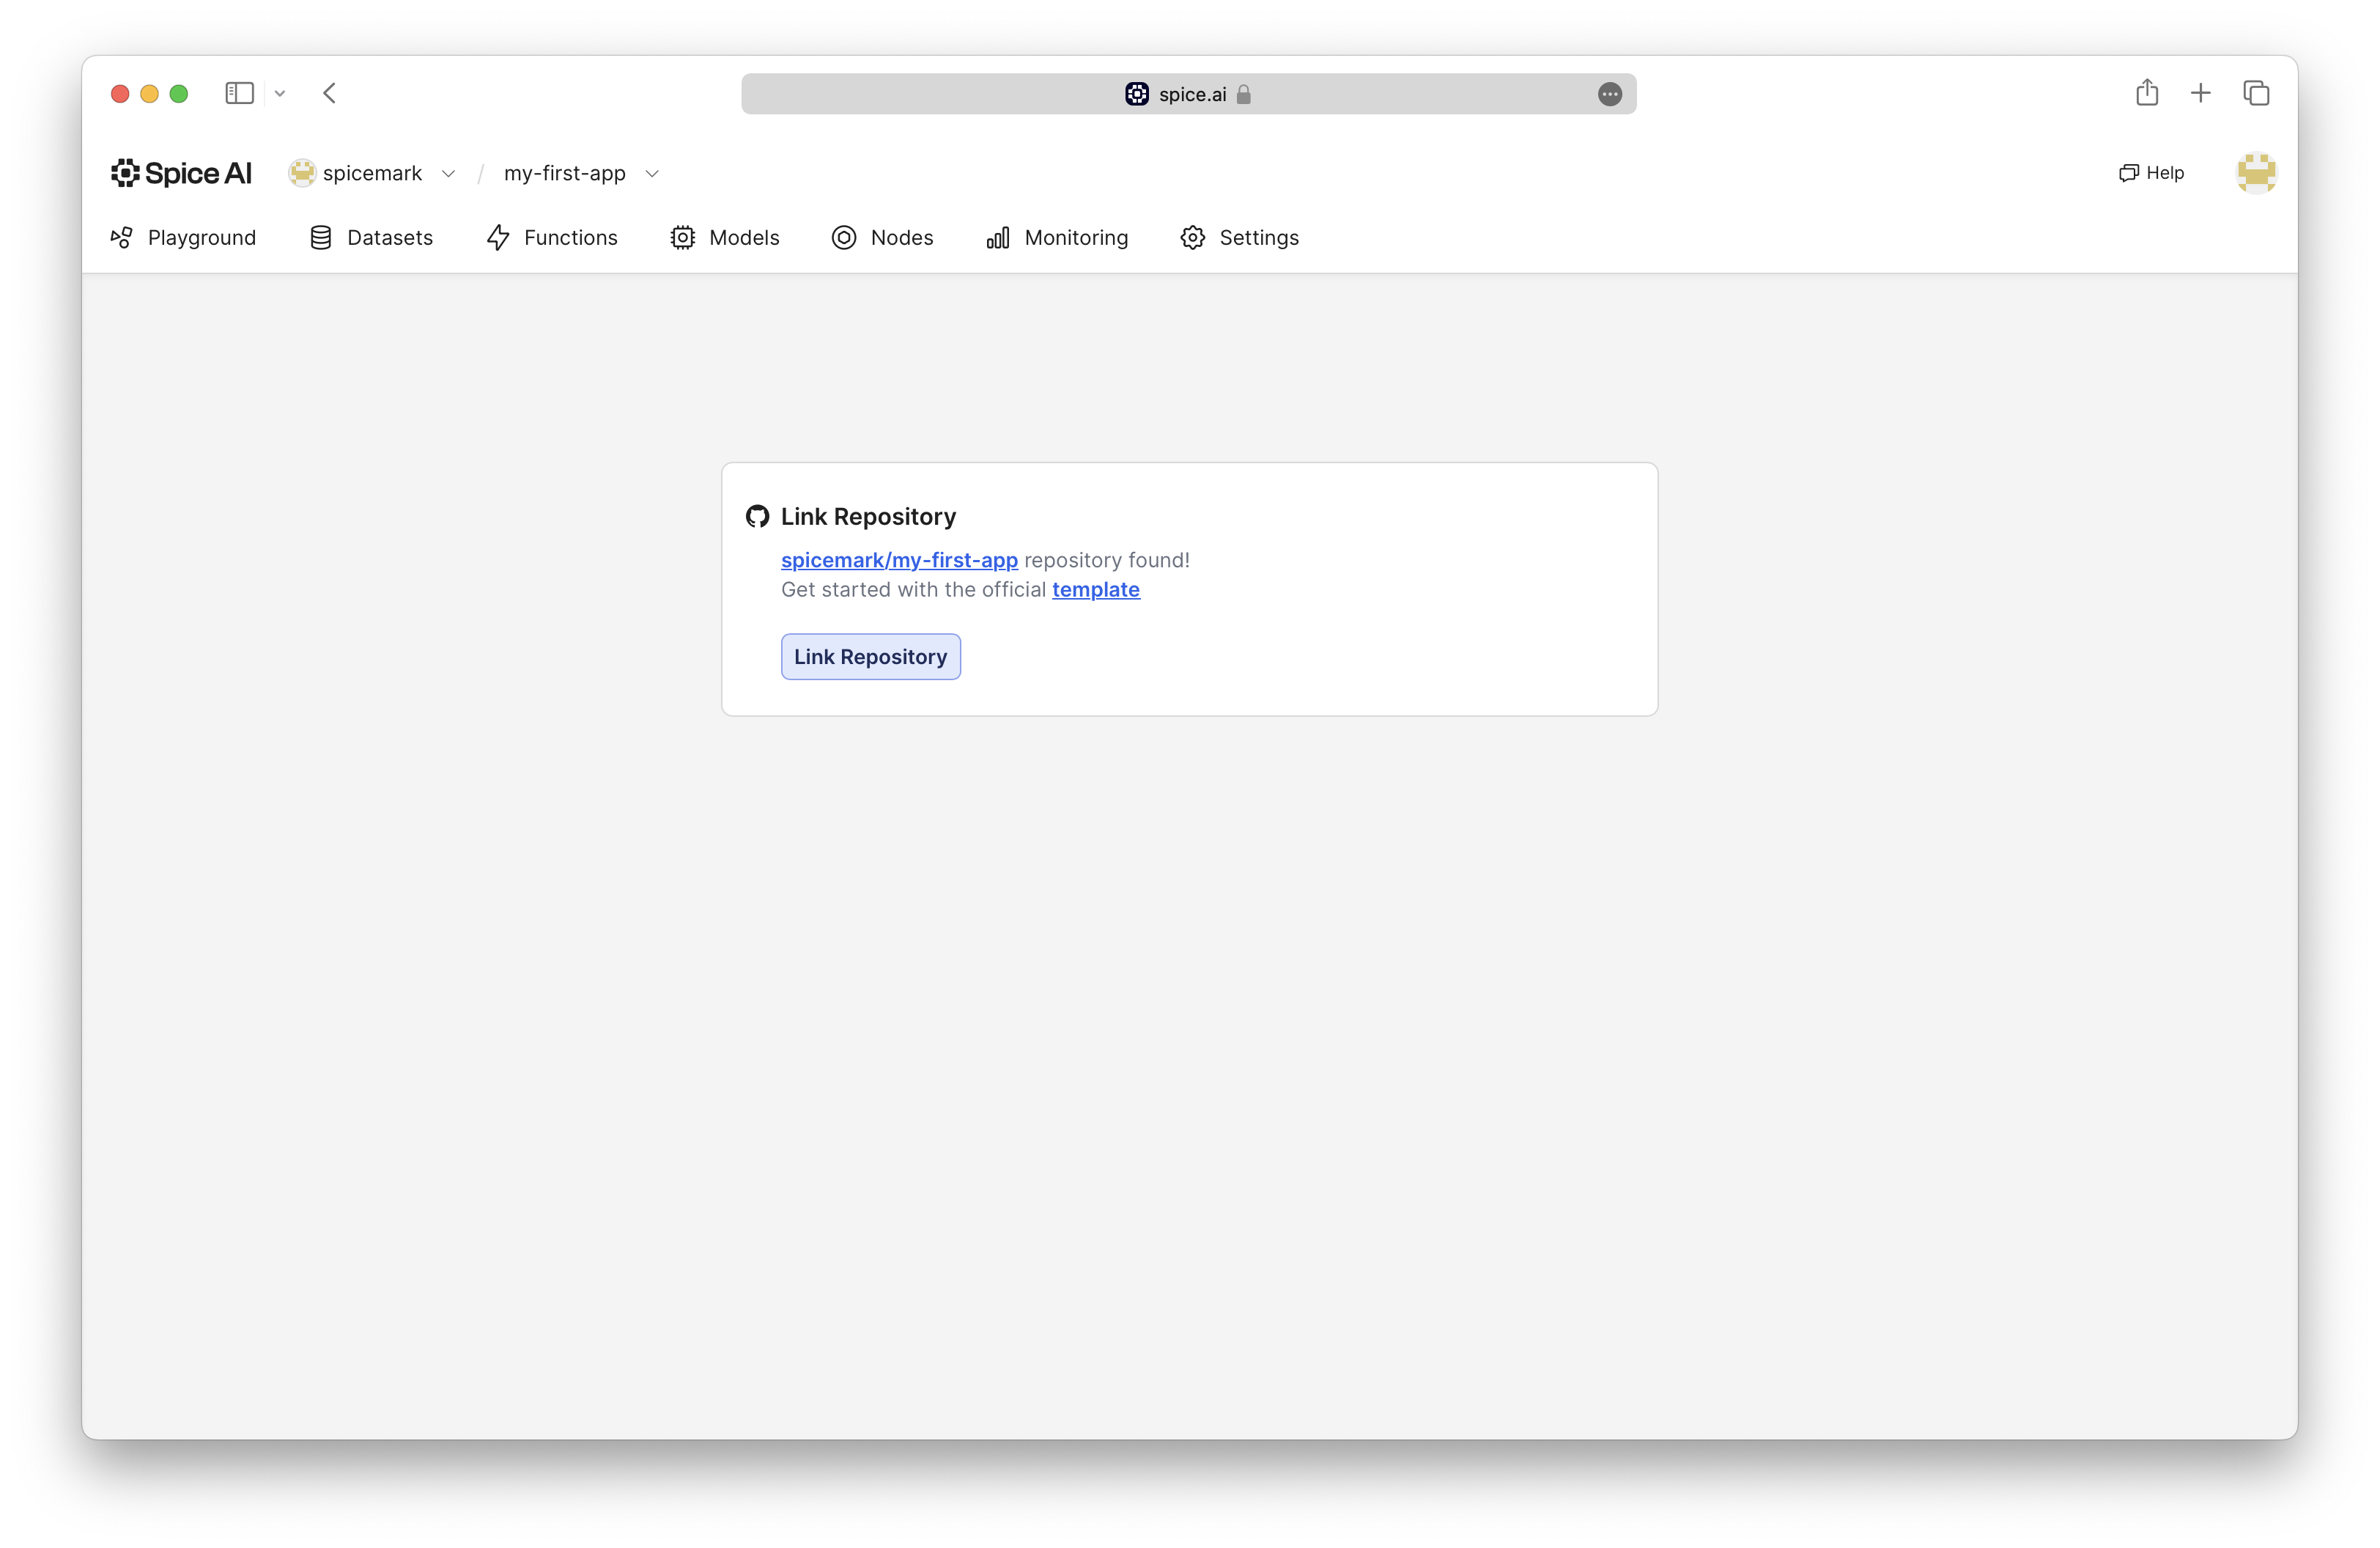 spice.ai
Spice AI spicemark / my-first-app Help
Playground Datasets Functions Models Nodes Monitoring Settings
Link Repository
spicemark/my-first-app repository found!
Get started with the official template
Link Repository